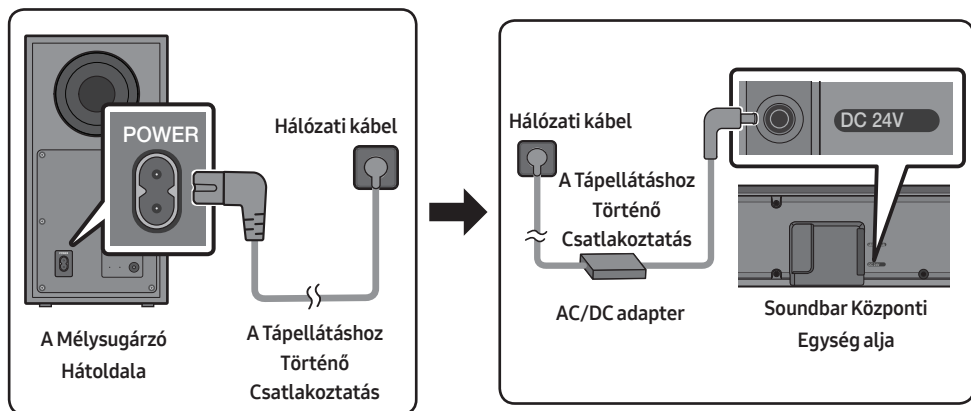 POWER
Hálózati kábel
A Mélysugárzó
Hátoldala
A Tápellátáshoz
Történő
Csatlakoztatás
Hálózati kábel
A Tápellátáshoz
Történő
Csatlakoztatás
AC/DC adapter
DC 24V
Soundbar Központi
Egység alja